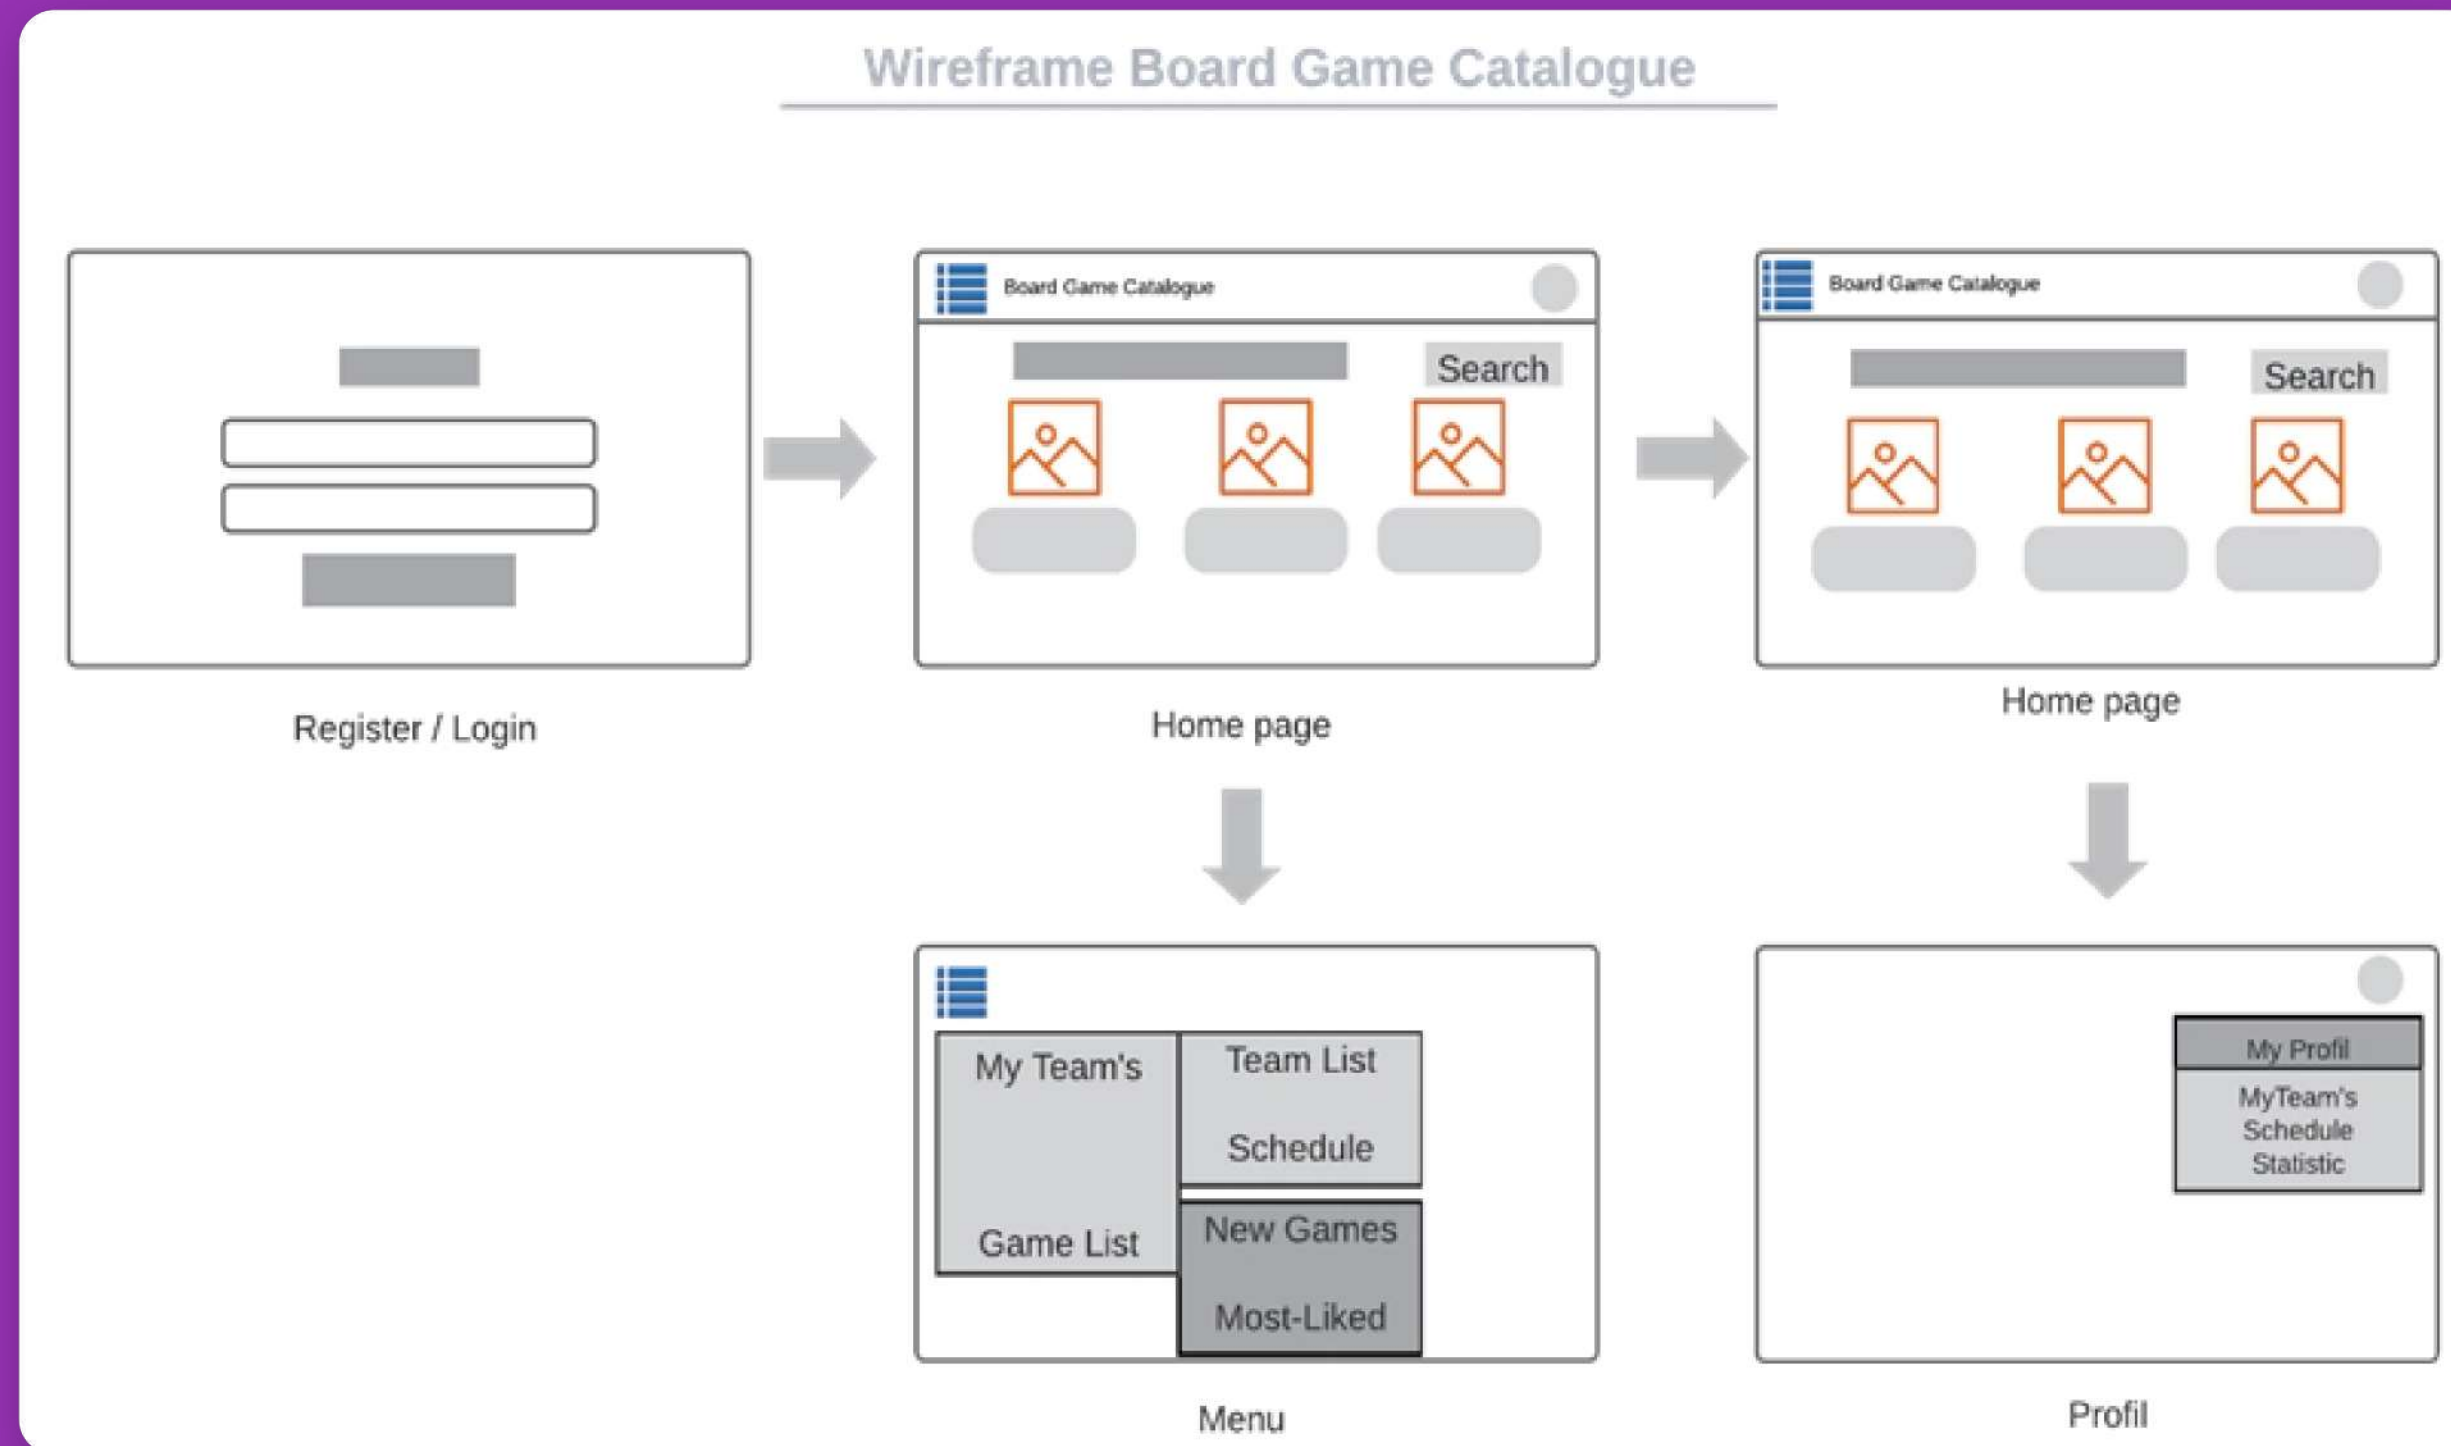 Wireframe Board Game Catalogue
Board Game Catalogue
Search
Board Game Catalogue
Search
Register / Login
Home page
Home page
My Team's
Game List
Team List
Schedule
New Games
Most-Liked
My Profil
MyTeam's
Schedule
Statistic
Menu
Profil